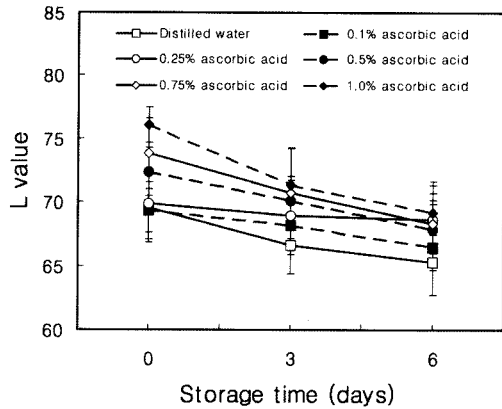 85
80
75
70
65
60
L value
Distilled water
0.1% ascorbic acid
0.25% ascorbic acid
0.5% ascorbic acid
0.75% ascorbic acid
1.0% ascorbic acid
0
3
6
Storage time (days)